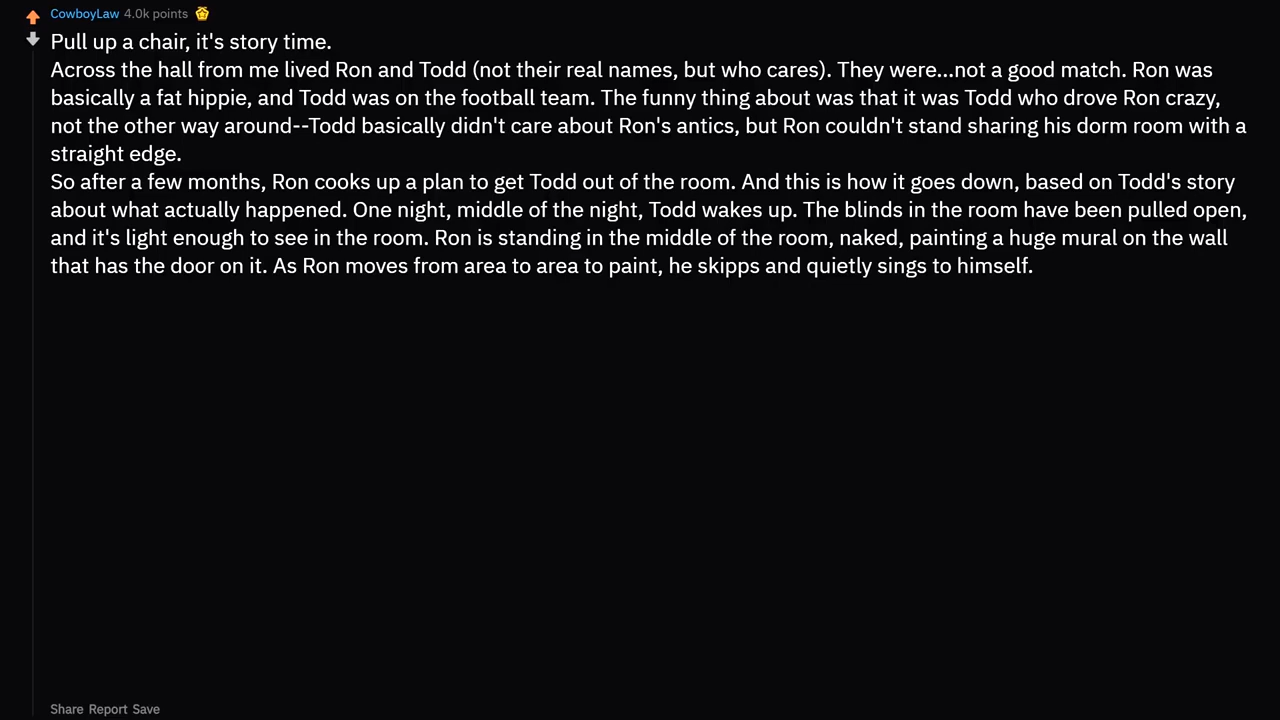 CowboyLaw 4.0k points
Pull up a chair, it's story time.
Across the hall from me lived Ron and Todd (not their real names, but who cares). They were...not a good match. Ron was
basically a fat hippie, and Todd was on the football team. The funny thing about was that it was Todd who drove Ron crazy,
not the other way around--Todd basically didn't care about Ron's antics, but Ron couldn't stand sharing his dorm room with a
straight edge.
So after a few months, Ron cooks up a plan to get Todd out of the room. And this is how it goes down, based on Todd's story
about what actually happened. One night, middle of the night, Todd wakes up. The blinds in the room have been pulled open,
and it's light enough to see in the room. Ron is standing in the middle of the room, naked, painting a huge mural on the wall
that has the door on it. As Ron moves from area to area to paint, he skipps and quietly sings to himself.
Share Report Save